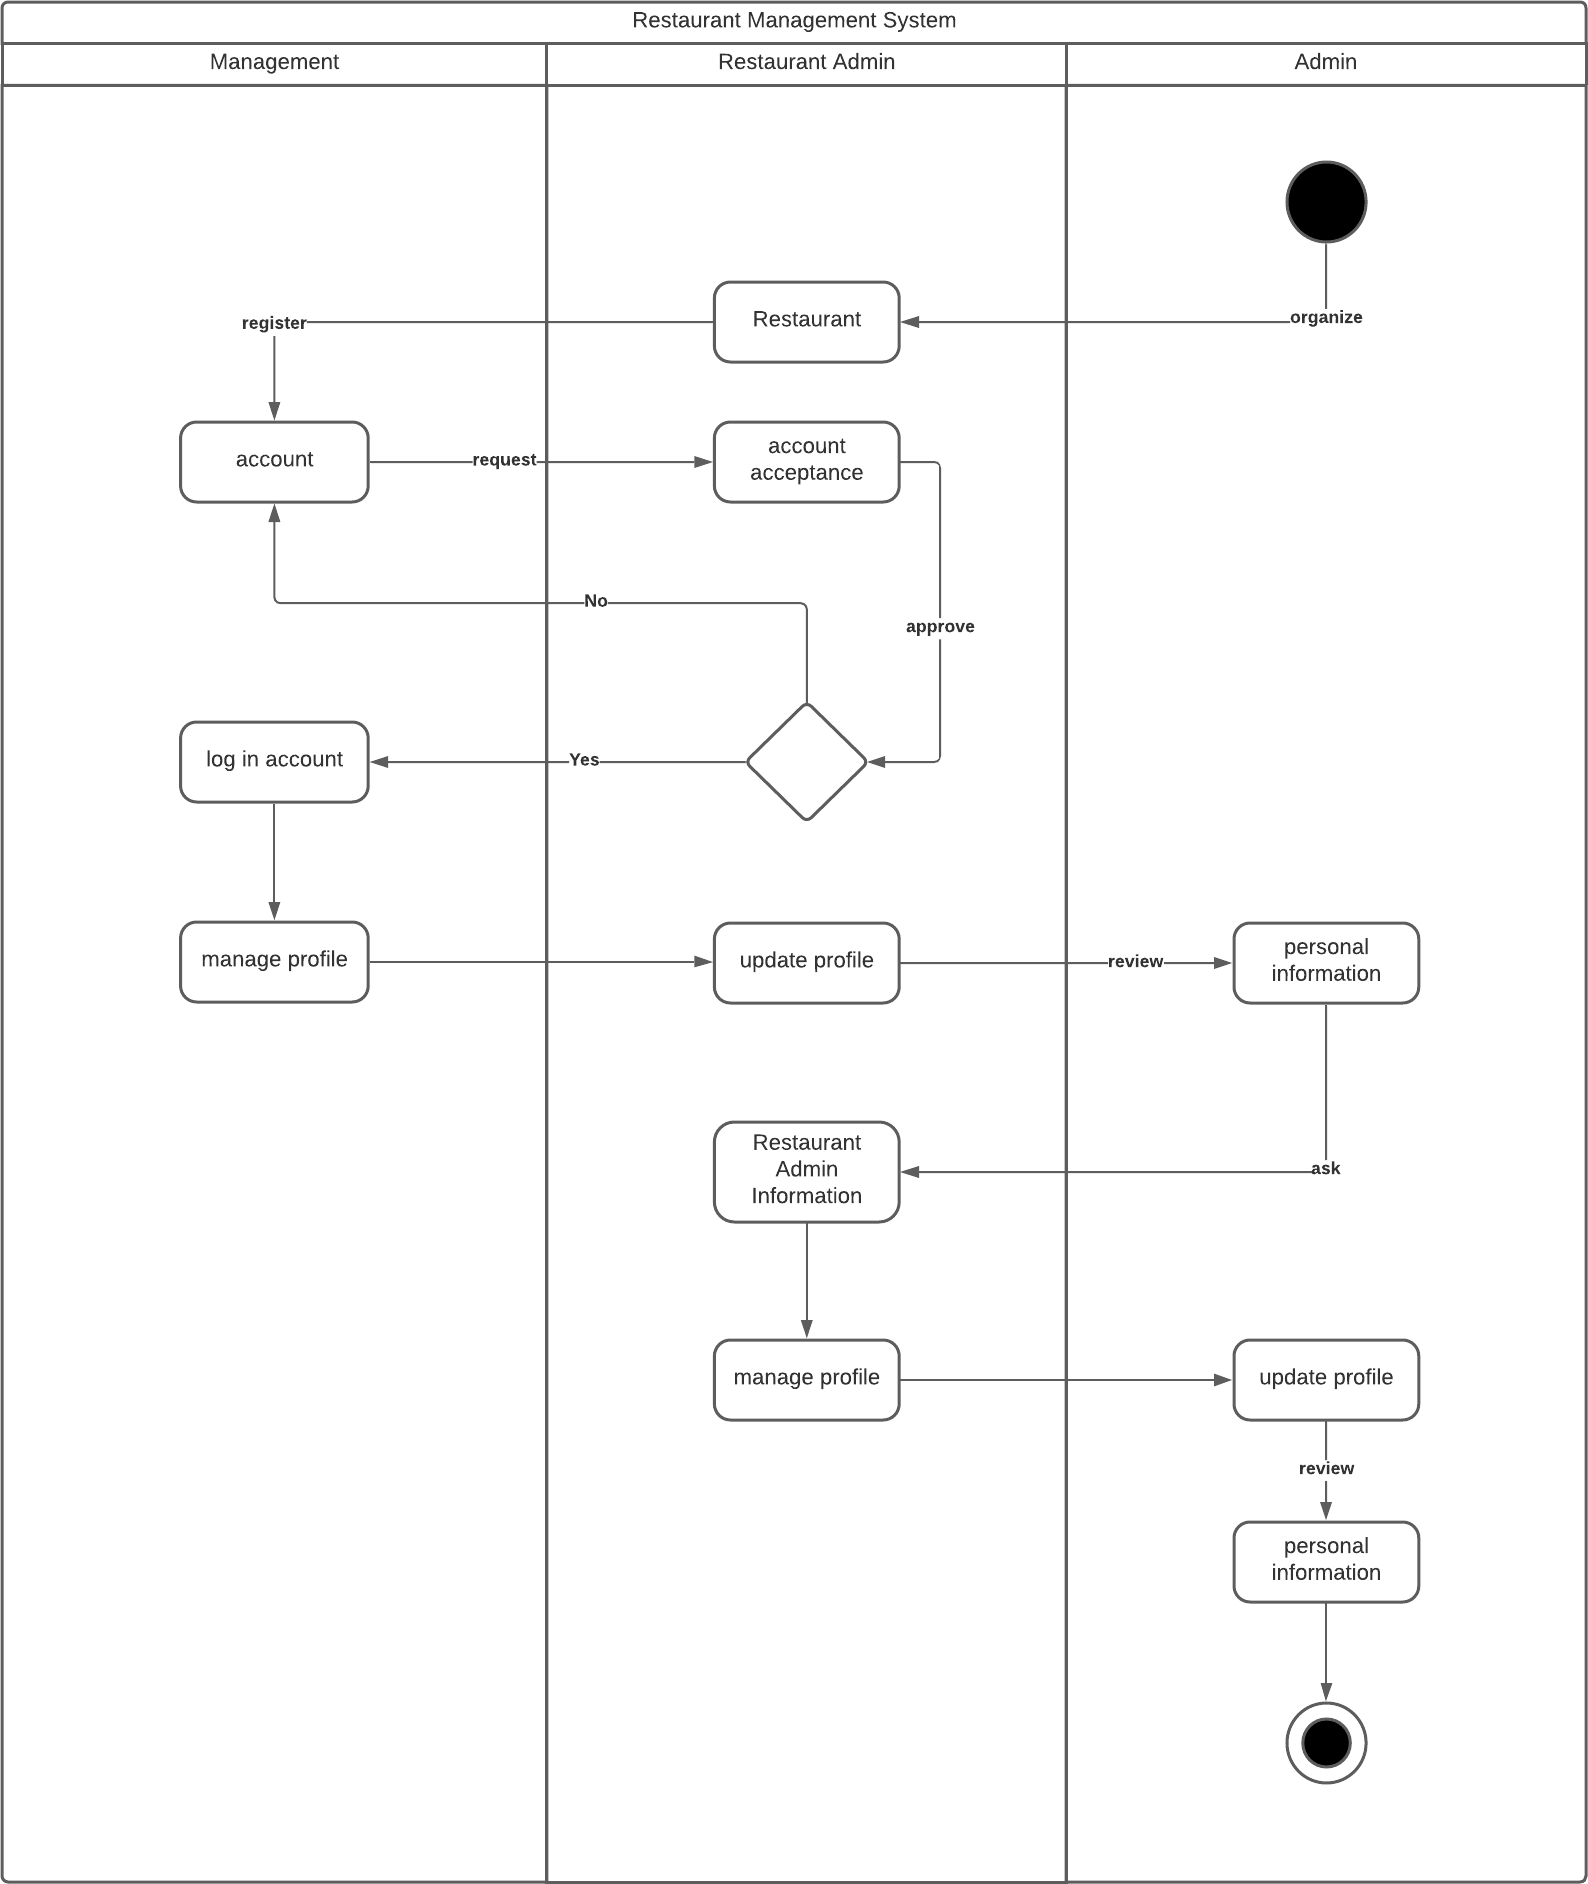 Restaurant Management System
Management
Restaurant Admin
Admin
Restaurant
organize
register
account
request
account
acceptance
No
approve
log in account
Yes
manage profile
update profile
review
personal
information
Restaurant
Admin
Information
ask
manage profile
update profile
review
personal
information